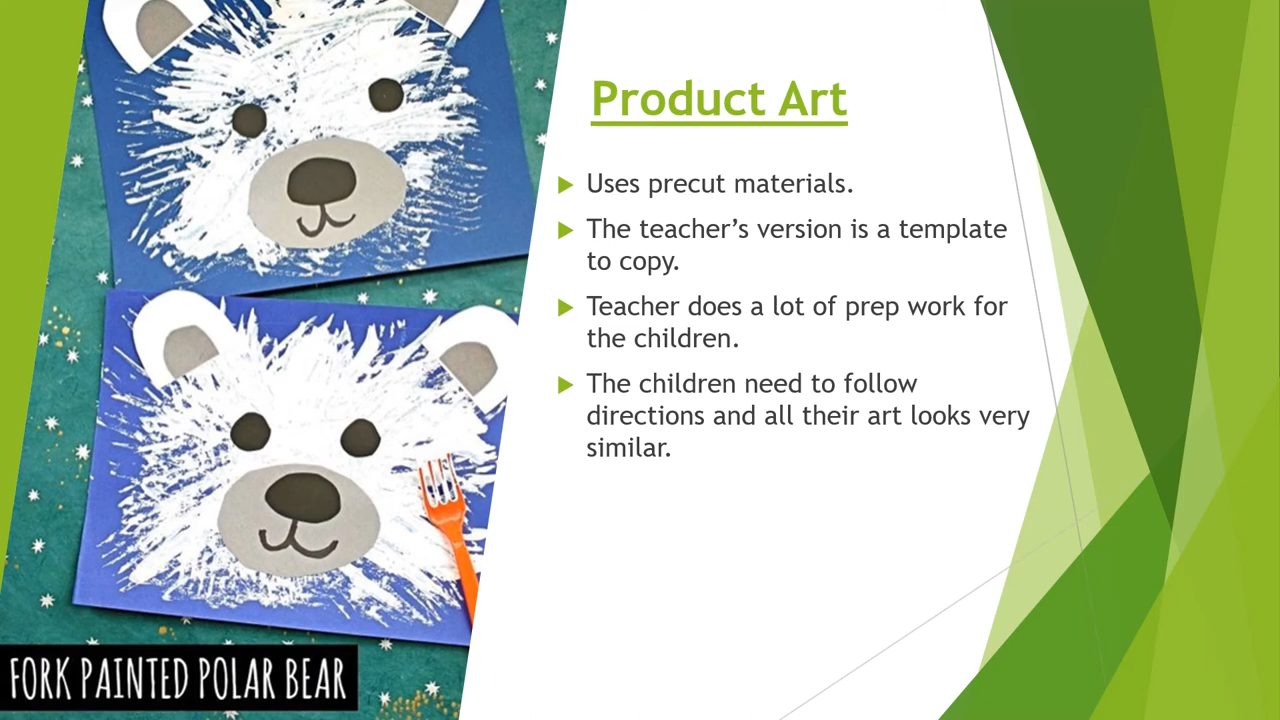 Product Art
Uses precut materials.
The teacher’s version is a template
to copy.
Teacher does a lot of prep work for
the children.
The children need to follow
directions and all their art looks very
similar.
FORK PAINTED POLAR BEAR